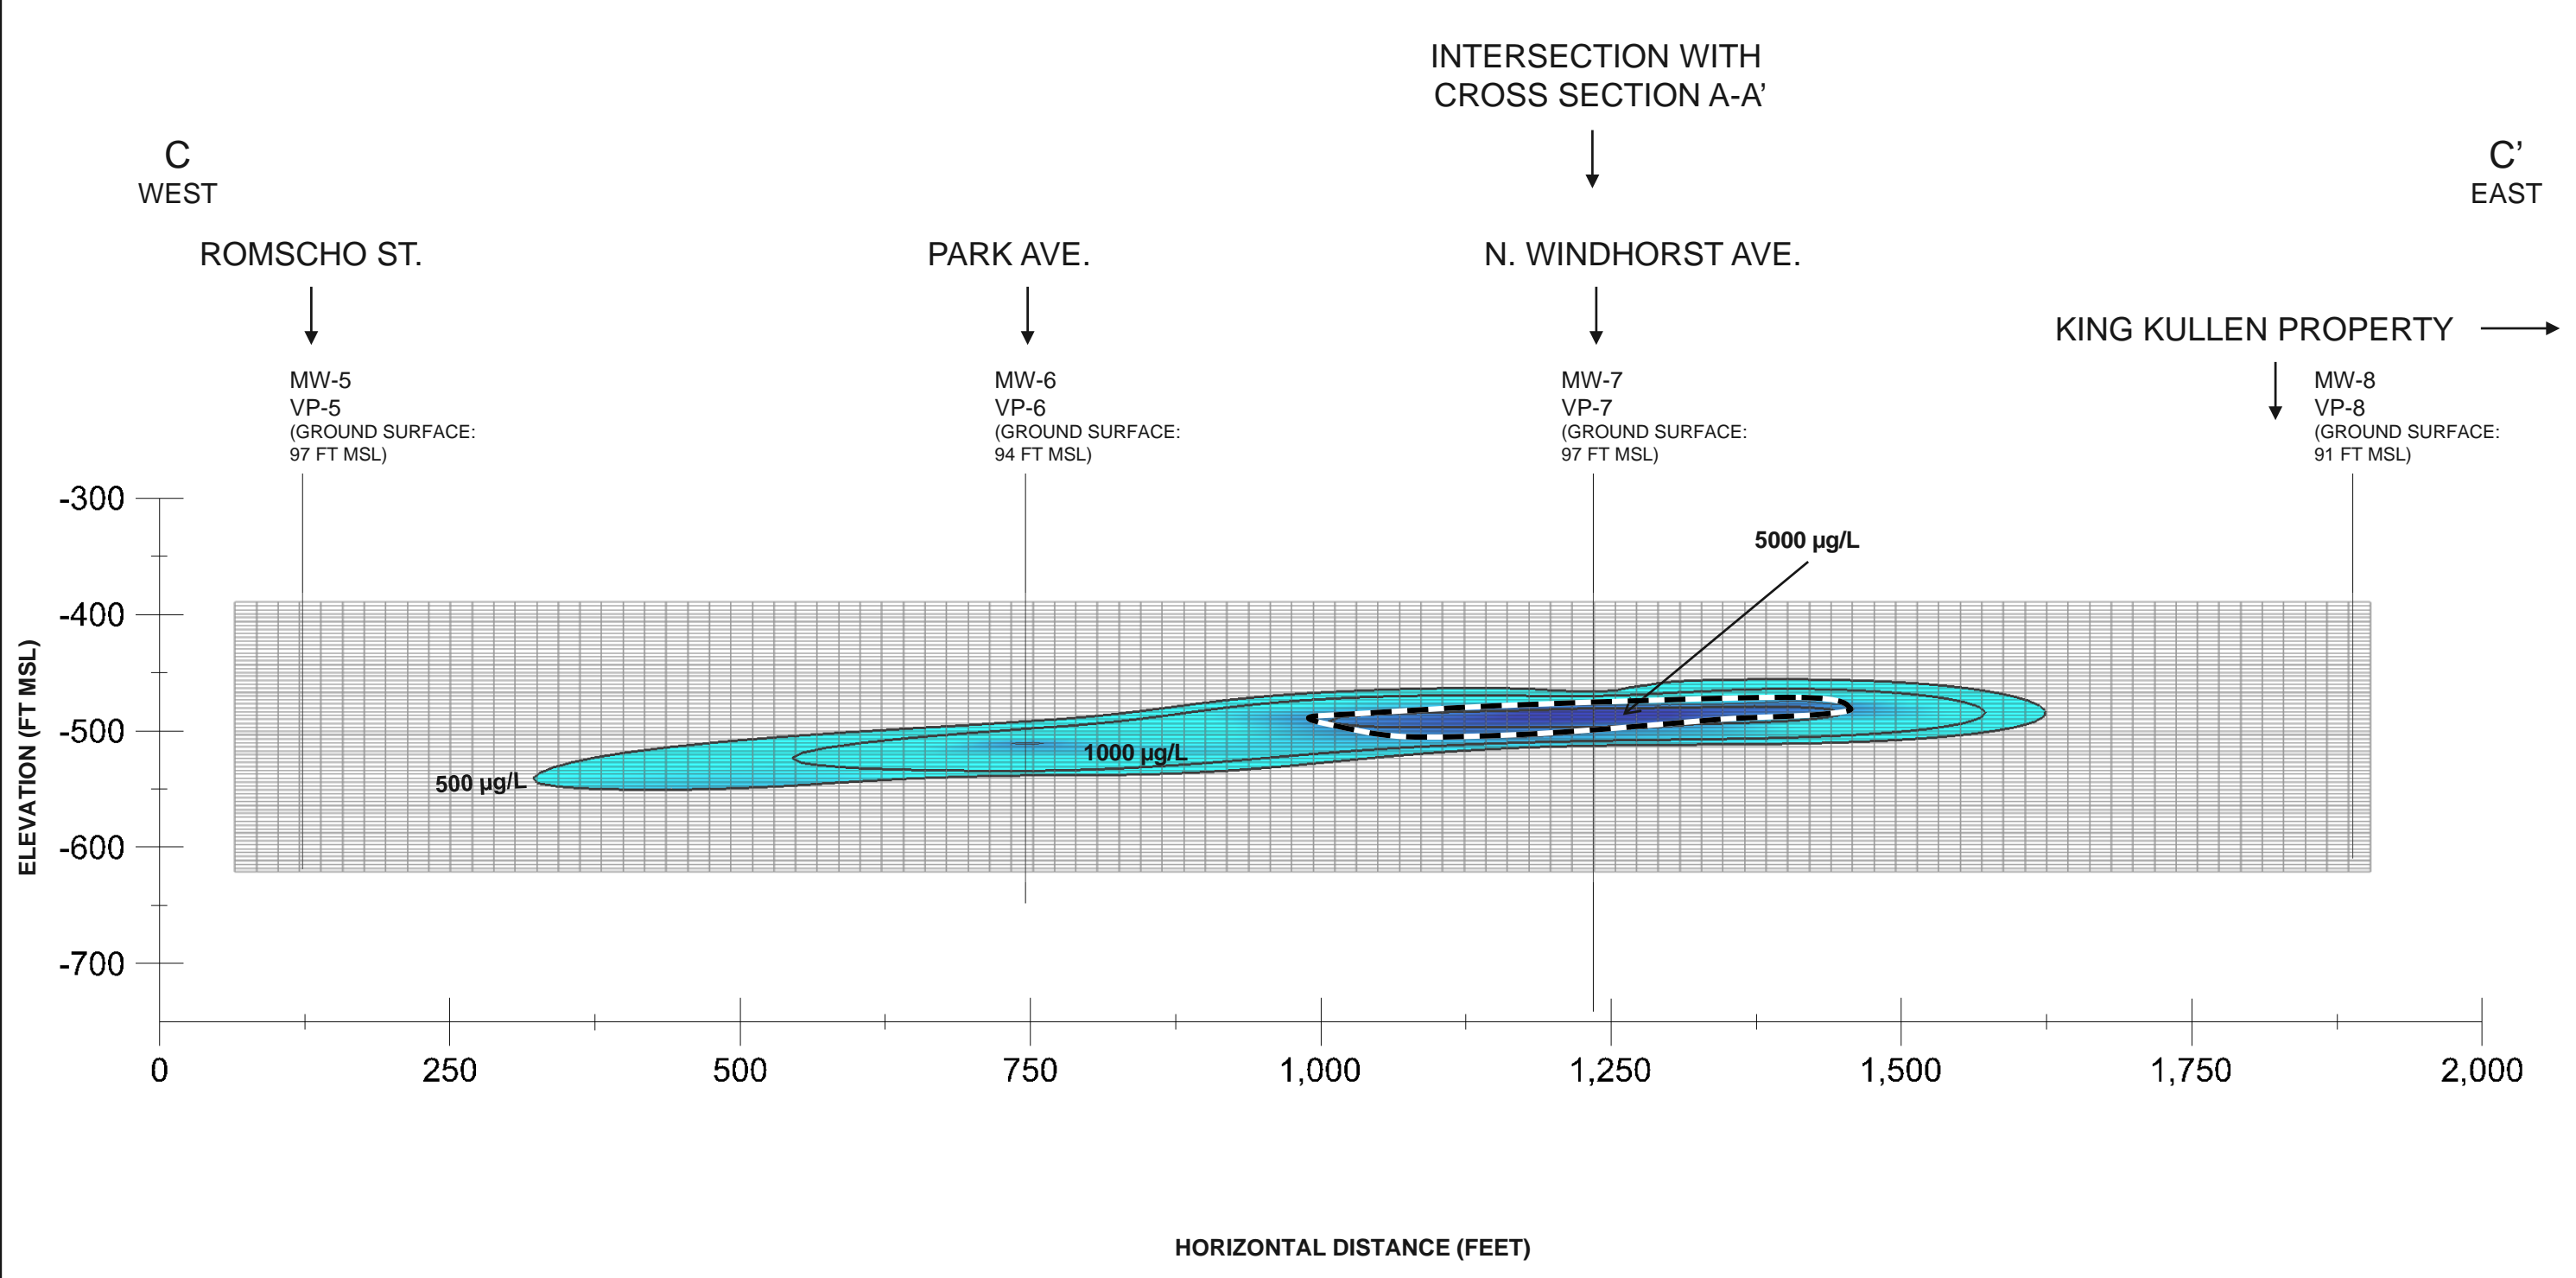 INTERSECTION WITH
CROSS SECTION A-A’
C
WEST
C’
EAST
ROMSCHO ST.
PARK AVE.
N. WINDHORST AVE.
KING KULLEN PROPERTY
MW-5
VP-5
(GROUND SURFACE:
97 FT MSL)
MW-6
VP-6
(GROUND SURFACE:
94 FT MSL)
MW-7
VP-7
(GROUND SURFACE:
97 FT MSL)
MW-8
VP-8
(GROUND SURFACE:
91 FT MSL)
-300
-400
-500
-600
-700
ELEVATION (FT MSL)
5000 µg/L
1000 µg/L
500 µg/L
0
250
500
750
1,000
1,250
1,500
1,750
2,000
HORIZONTAL DISTANCE (FEET)